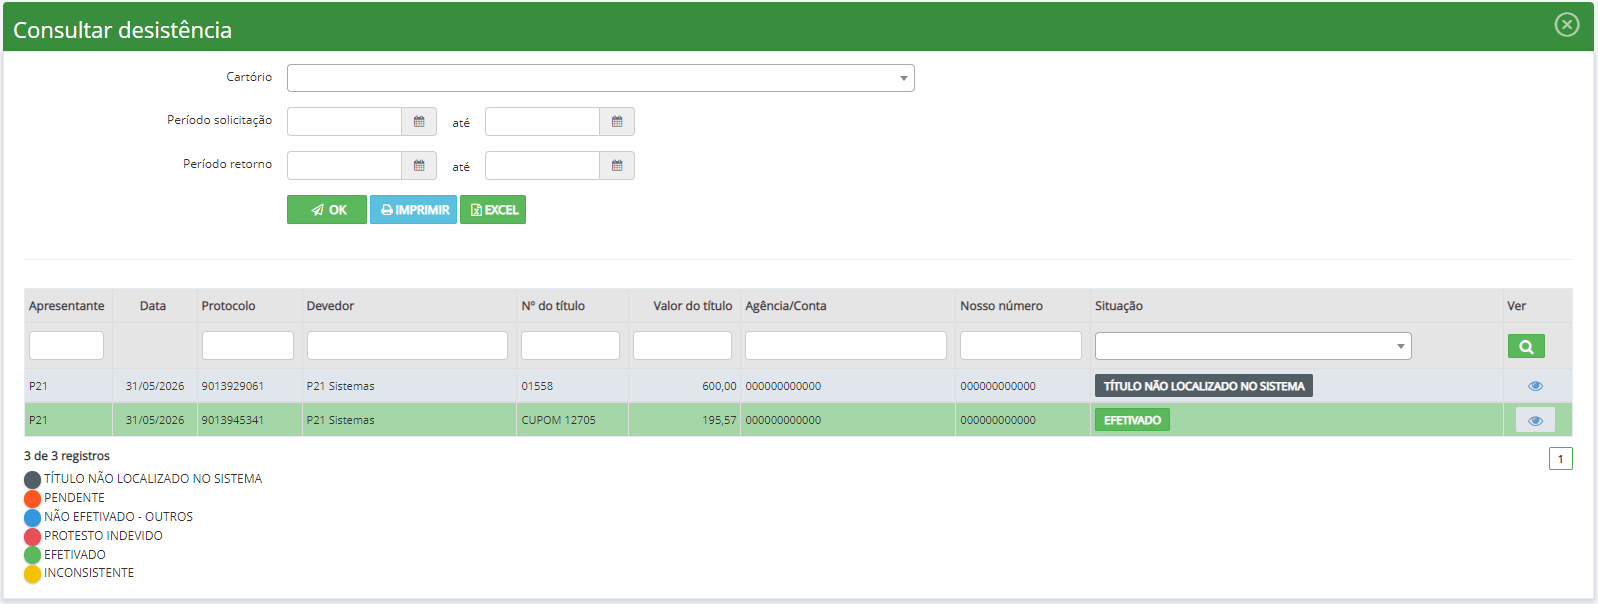 Consultar desistência
Cartório
Período solicitação até
Período retorno até
OK IMPRIMIR EXCEL
Apresentante Data Protocolo Devedor Nº do título Valor do título Agência/Conta Nosso número Situação Ver
P21 31/05/2026 9013929061 P21 Sistemas 01558 600,00 000000000000 000000000000 TÍTULO NÃO LOCALIZADO NO SISTEMA
P21 31/05/2026 9013945341 P21 Sistemas CUPOM 12705 195,57 000000000000 000000000000 EFETIVADO
3 de 3 registros 1
TÍTULO NÃO LOCALIZADO NO SISTEMA
PENDENTE
NÃO EFETIVADO - OUTROS
PROTESTO INDEVIDO
EFETIVADO
INCONSISTENTE